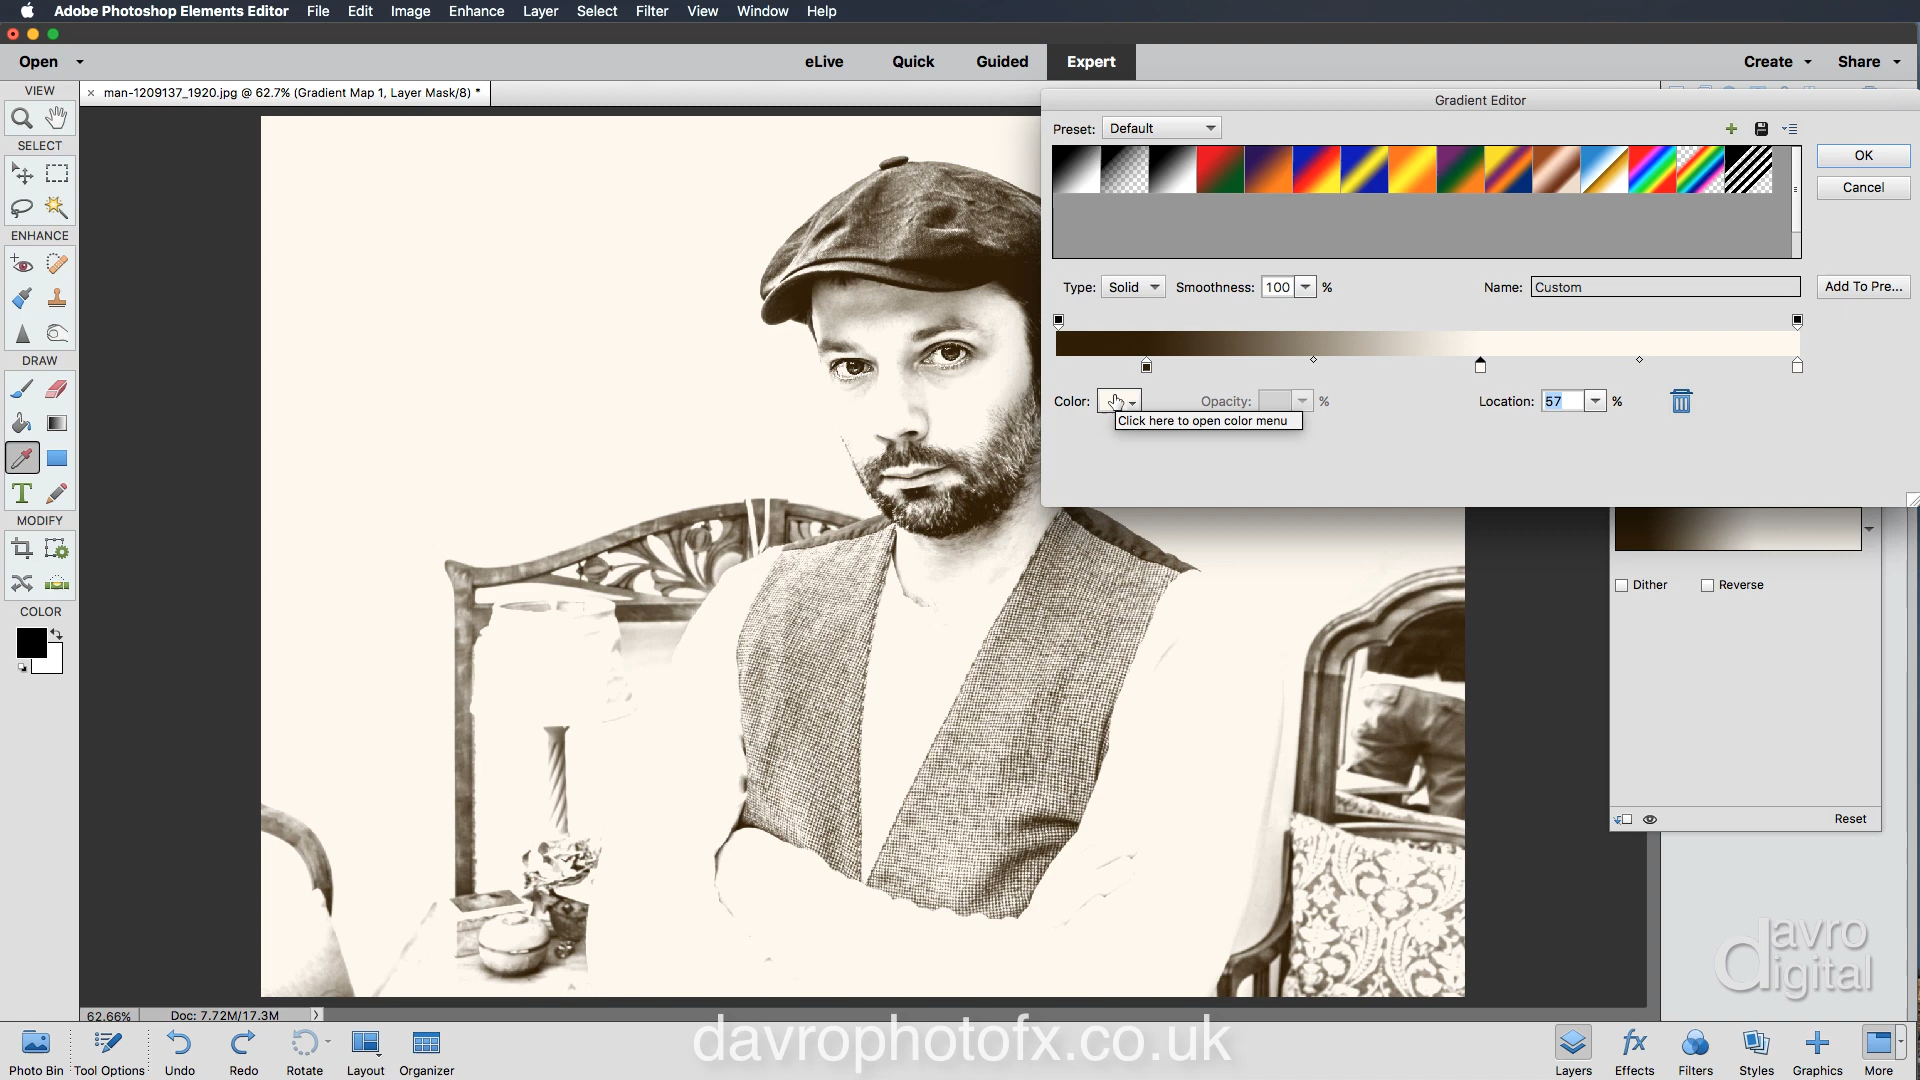 Adobe Photoshop Elements Editor File Edit Image Enhance Layer Select Filter View Window Help
Open eLive Quick Guided Expert Create Share
VIEW
× man-1209137_1920.jpg @ 62.7% (Gradient Map 1, Layer Mask/8) *
Gradient Editor
Preset: Default
SELECT
OK
Cancel
ENHANCE
Type: Solid Smoothness: 100 % Name: Custom Add To Pre...
DRAW
Color: Opacity: % Location: 57 %
Click here to open color menu
T
MODIFY
Dither Reverse
COLOR
Reset
davro
digital
62.66% Doc: 7.72M/17.3M
davrophotofx.co.uk
fx
Photo Bin Tool Options Undo Redo Rotate Layout Organizer Layers Effects Filters Styles Graphics More